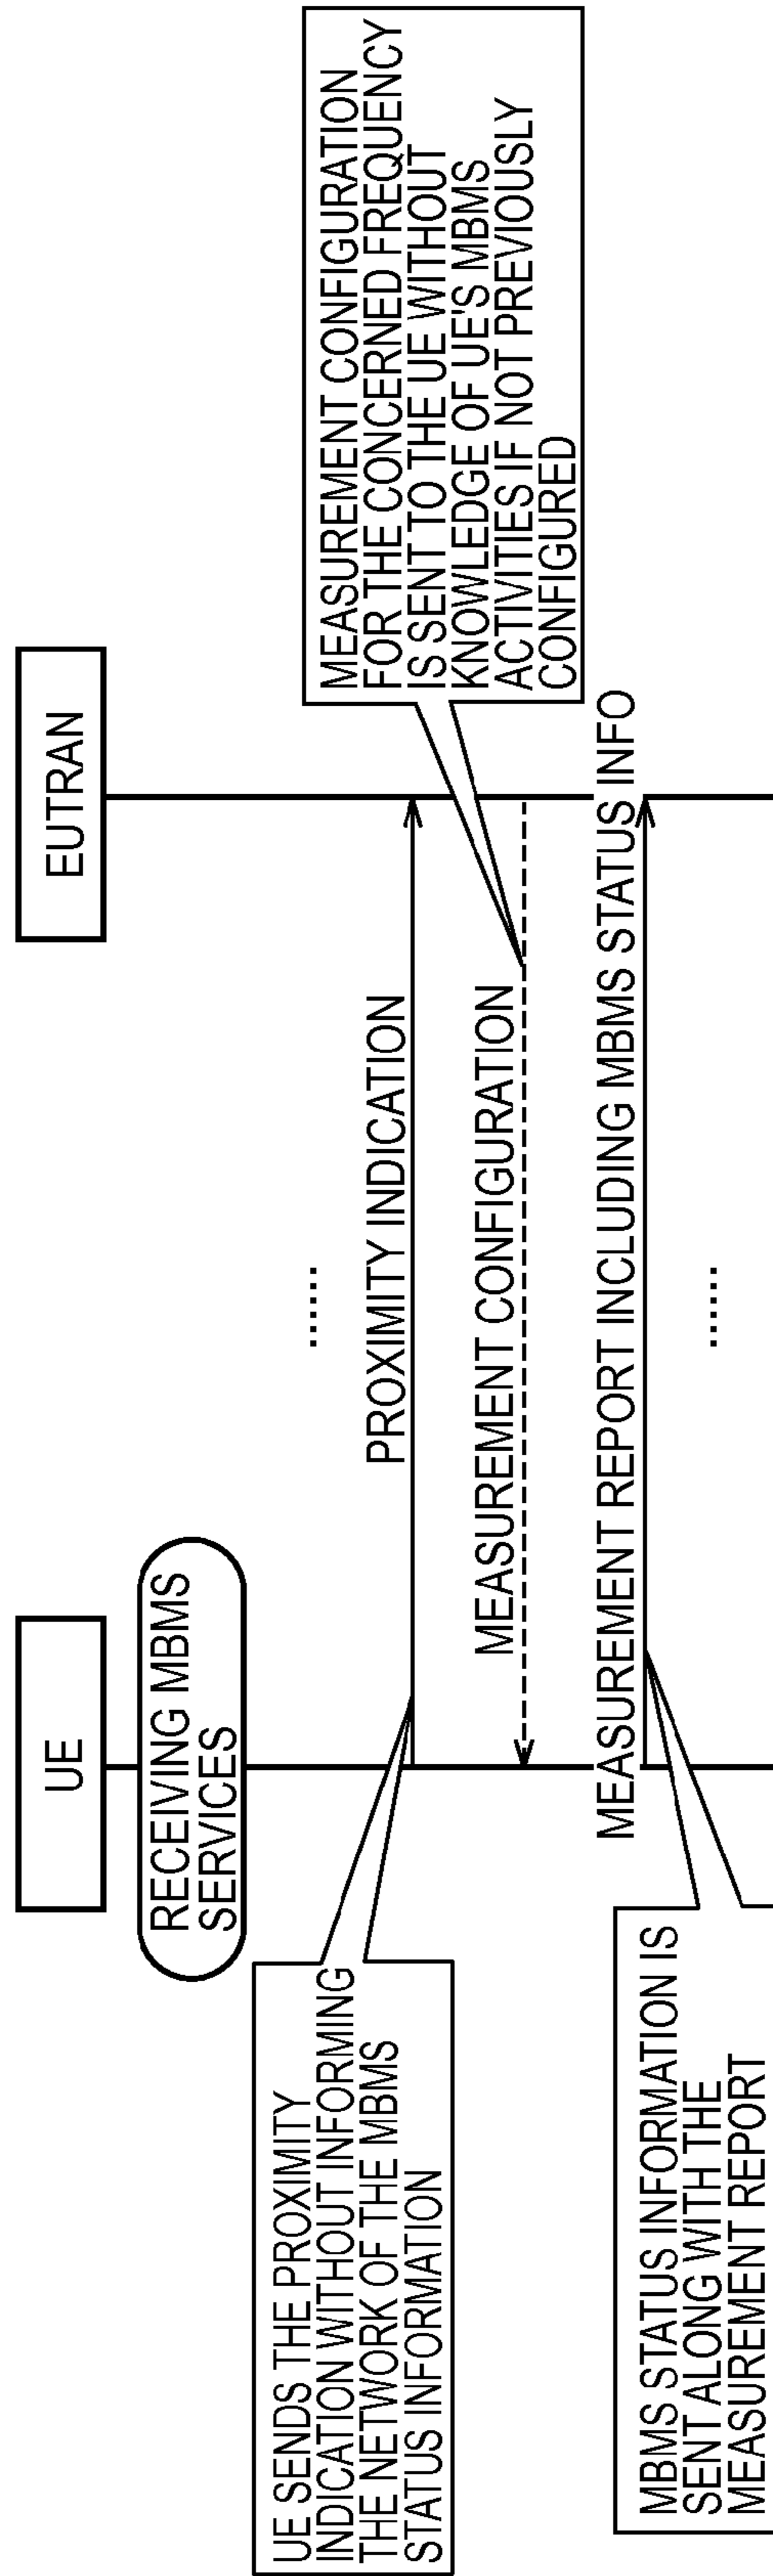 UE
EUTRAN
RECEIVING MBMS
SERVICES
......
UE SENDS THE PROXIMITY
INDICATION WITHOUT INFORMING
THE NETWORK OF THE MBMS
STATUS INFORMATION
PROXIMITY INDICATION
MEASUREMENT CONFIGURATION
FOR THE CONCERNED FREQUENCY
IS SENT TO THE UE WITHOUT
KNOWLEDGE OF UE'S MBMS
ACTIVITIES IF NOT PREVIOUSLY
CONFIGURED
MEASUREMENT CONFIGURATION
MEASUREMENT REPORT INCLUDING MBMS STATUS INFO
MBMS STATUS INFORMATION IS
SENT ALONG WITH THE
MEASUREMENT REPORT
......